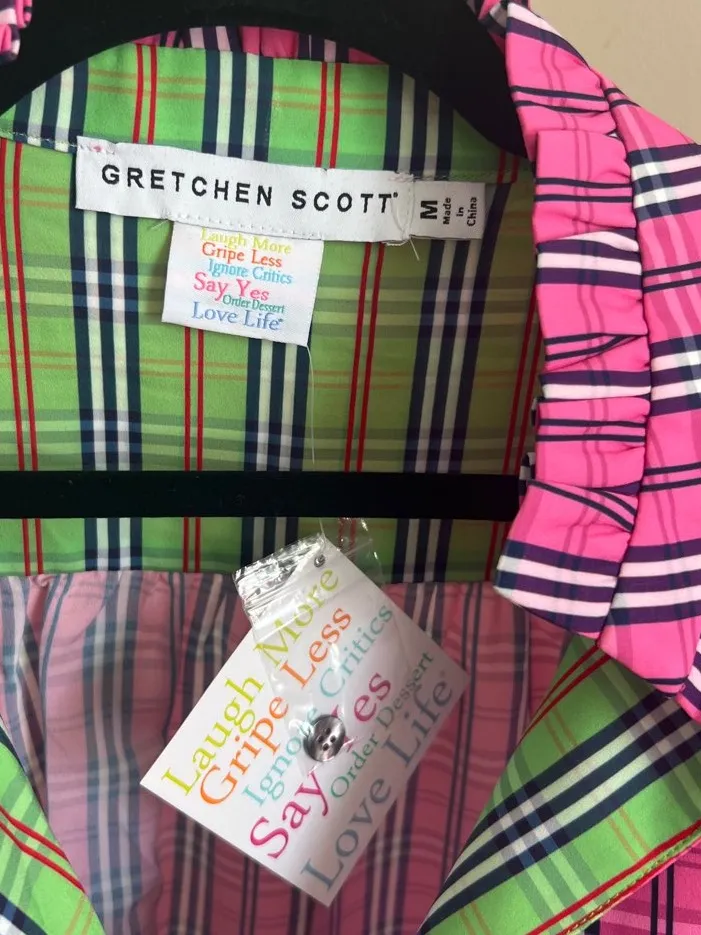 GRETCHEN SCOTT®
M
Made
in
China
Laugh More
Gripe Less
Ignore Critics
Say Yes
Order Dessert
Love Life®
Laugh More
Gripe Less
Ignore Critics
Say Yes
Order Dessert
Love Life®